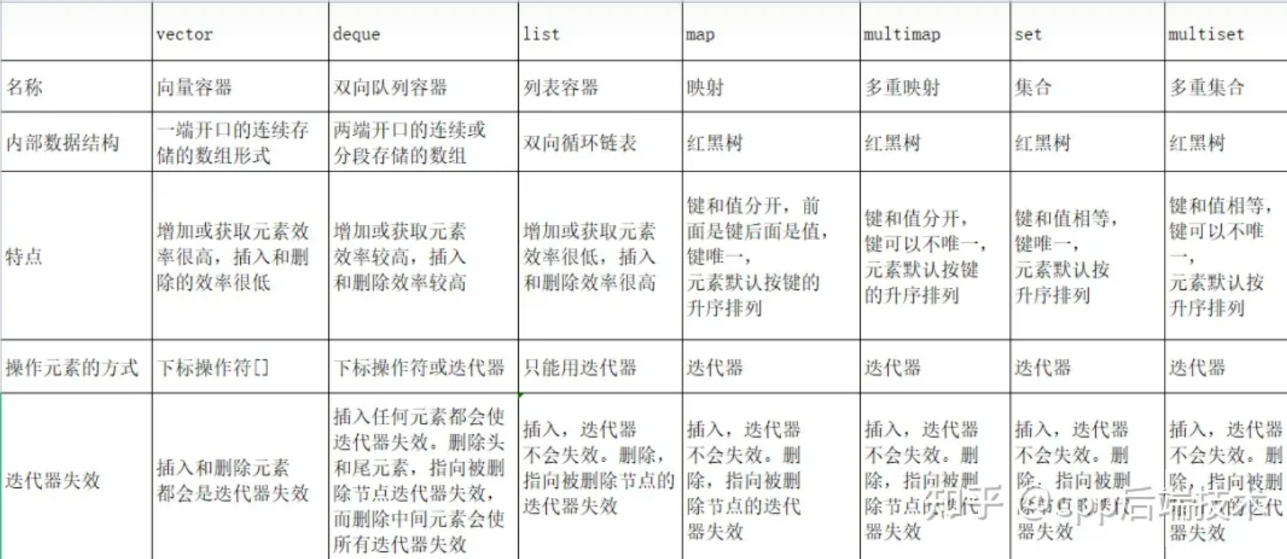 vector deque list map multimap set multiset
名称 向量容器 双向队列容器 列表容器 映射 多重映射 集合 多重集合
内部数据结构
一端开口的连续存
储的数组形式
两端开口的连续或
分段存储的数组
双向循环链表
红黑树
红黑树
红黑树
红黑树
特点
增加或获取元素效
率很高，插入和删
除的效率很低
增加或获取元素
效率较高，插入
和删除效率较高
增加或获取元素
效率很低，插入
和删除效率很高
键和值分开，前
面是键后面是值，
键唯一，
元素默认按键的
升序排列
键和值分开，
键可以不唯一，
元素默认按键
的升序排列
键和值相等，
键唯一，
元素默认按
升序排列
键和值相等，
键可以不唯
一，
元素默认按
升序排列
操作元素的方式 下标操作符[] 下标操作符或迭代器 只能用迭代器 迭代器 迭代器 迭代器 迭代器
迭代器失效
插入和删除元素
都会是迭代器失效
插入任何元素都会使
迭代器失效。删除头
和尾元素，指向被删
除节点迭代器失效，
而删除中间元素会使
所有迭代器失效
插入，迭代器
不会失效。删除，
指向被删除节点的
迭代器失效
插入，迭代器
不会失效。删
除，指向被删
除节点的迭代
器失效
插入，迭代器
不会失效。删
除，指向被删
除节点的迭代
器失效
插入，迭代器
不会失效。删
除，指向被删
除节点的迭代
器失效
插入，迭代器
不会失效。删
除，指向被删
除节点的迭代
器失效
知乎 @cpp后端技术